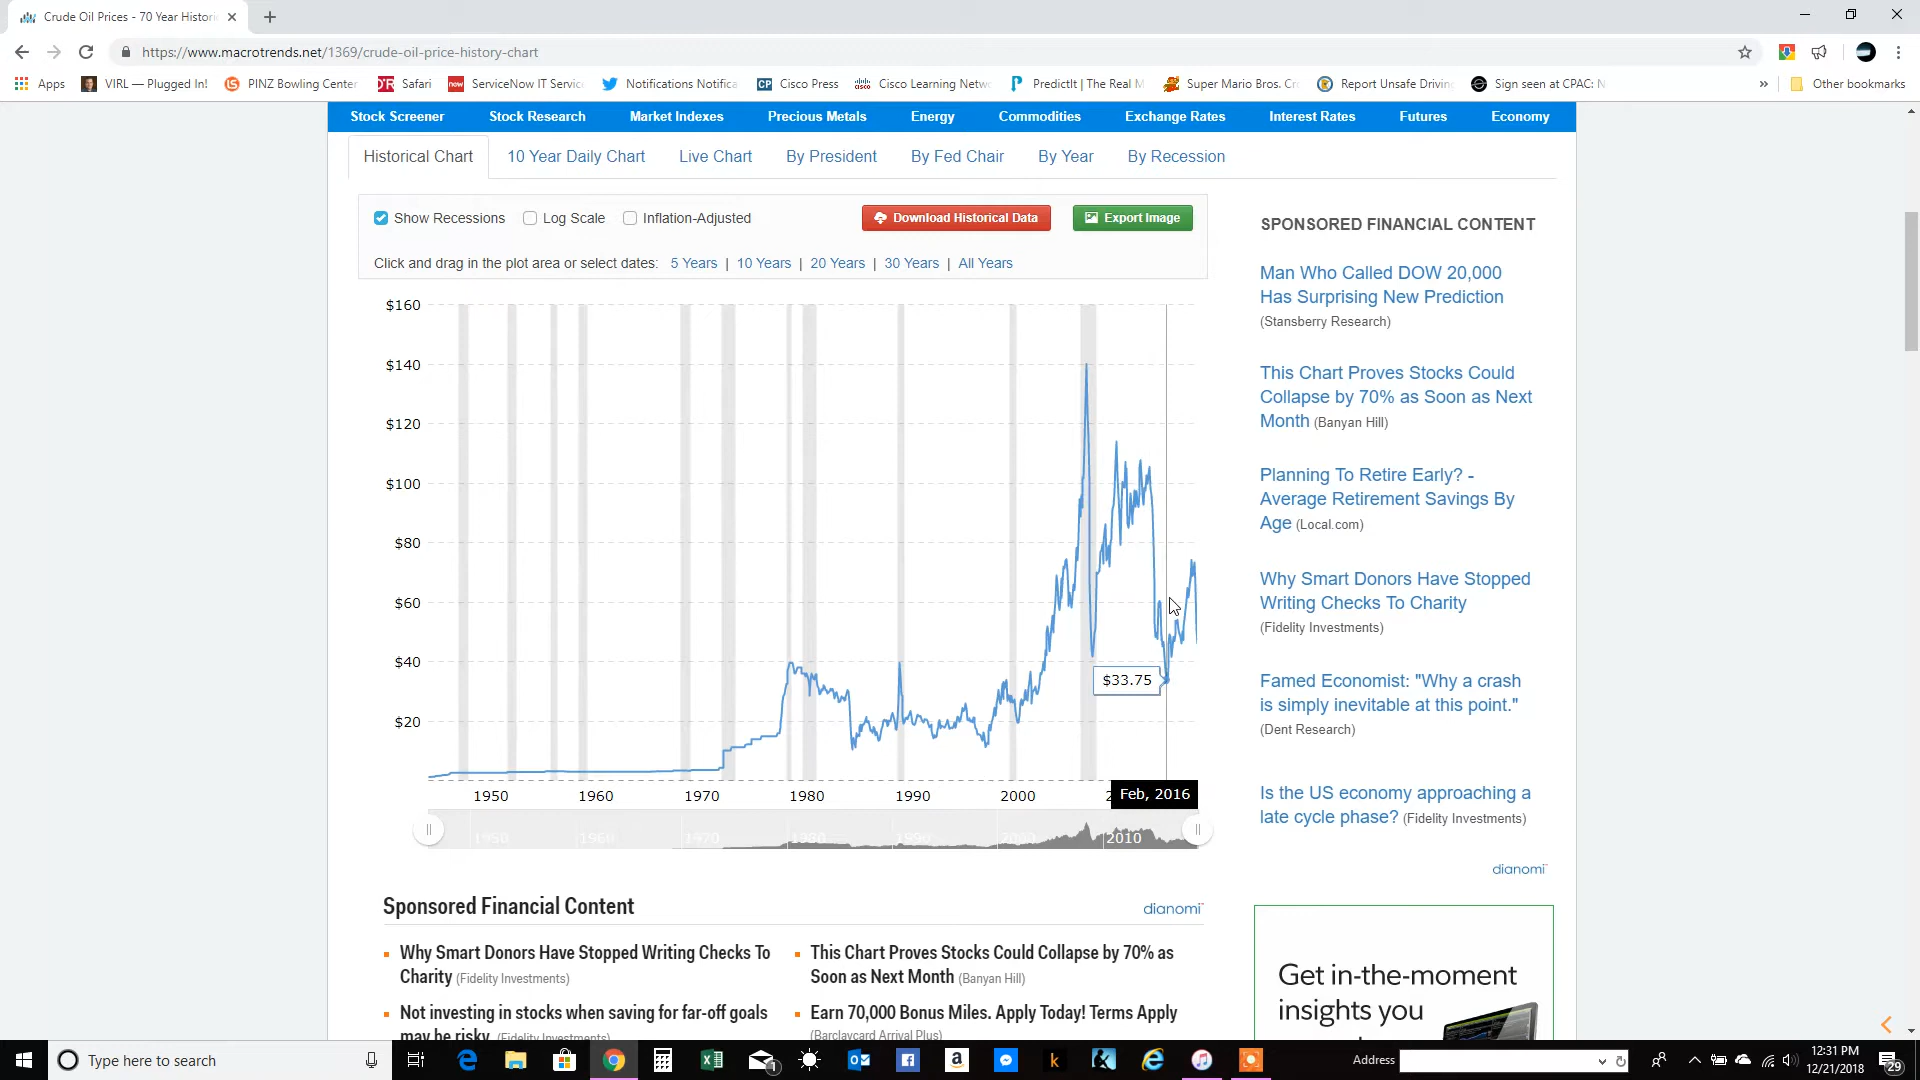 Crude Oil Prices - 70 Year Histori
https://www.macrotrends.net/1369/crude-oil-price-history-chart
Apps VIRL — Plugged In! PINZ Bowling Center Safari ServiceNow IT Servic Notifications Notifica Cisco Press Cisco Learning Netw PredictIt | The Real M Super Mario Bros. Cr Report Unsafe Driving Sign seen at CPAC: N » Other bookmarks
Stock Screener Stock Research Market Indexes Precious Metals Energy Commodities Exchange Rates Interest Rates Futures Economy
Historical Chart 10 Year Daily Chart Live Chart By President By Fed Chair By Year By Recession
Show Recessions Log Scale Inflation-Adjusted Download Historical Data Export Image
Click and drag in the plot area or select dates: 5 Years | 10 Years | 20 Years | 30 Years | All Years
$160
$140
$120
$100
$80
$60
$40
$20
$33.75
1950 1960 1970 1980 1990 2000 2
Feb, 2016
1950 1960 1970 1980 1990 2000 2010
SPONSORED FINANCIAL CONTENT
Man Who Called DOW 20,000
Has Surprising New Prediction
(Stansberry Research)
This Chart Proves Stocks Could
Collapse by 70% as Soon as Next
Month (Banyan Hill)
Planning To Retire Early? -
Average Retirement Savings By
Age (Local.com)
Why Smart Donors Have Stopped
Writing Checks To Charity
(Fidelity Investments)
Famed Economist: "Why a crash
is simply inevitable at this point."
(Dent Research)
Is the US economy approaching a
late cycle phase? (Fidelity Investments)
dianomi
Sponsored Financial Content
dianomi
Why Smart Donors Have Stopped Writing Checks To
Charity (Fidelity Investments)
Not investing in stocks when saving for far-off goals
may be risky (Fidelity Investments)
This Chart Proves Stocks Could Collapse by 70% as
Soon as Next Month (Banyan Hill)
Earn 70,000 Bonus Miles. Apply Today! Terms Apply
(Barclaycard Arrival Plus)
Get in-the-moment
insights you
Type here to search
Address
12:31 PM
12/21/2018
29